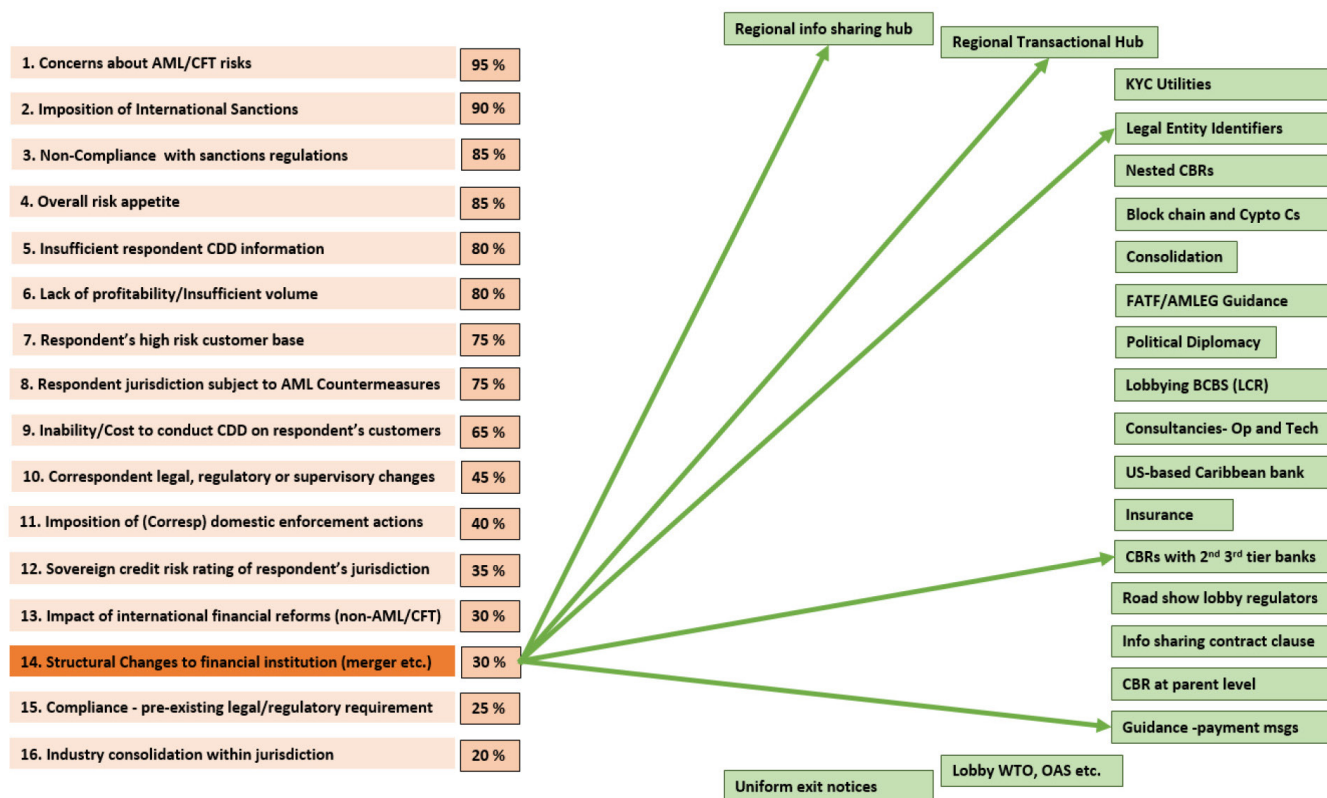 1. Concerns about AML/CFT risks 95 %
2. Imposition of International Sanctions 90 %
3. Non-Compliance with sanctions regulations 85 %
4. Overall risk appetite 85 %
5. Insufficient respondent CDD information 80 %
6. Lack of profitability/Insufficient volume 80 %
7. Respondent's high risk customer base 75 %
8. Respondent jurisdiction subject to AML Countermeasures 75 %
9. Inability/Cost to conduct CDD on respondent's customers 65 %
10. Correspondent legal, regulatory or supervisory changes 45 %
11. Imposition of (Corresp) domestic enforcement actions 40 %
12. Sovereign credit risk rating of respondent's jurisdiction 35 %
13. Impact of international financial reforms (non-AML/CFT) 30 %
14. Structural Changes to financial institution (merger etc.) 30 %
15. Compliance - pre-existing legal/regulatory requirement 25 %
16. Industry consolidation within jurisdiction 20 %
Regional info sharing hub
Regional Transactional Hub
KYC Utilities
Legal Entity Identifiers
Nested CBRs
Block chain and Cypto Cs
Consolidation
FATF/AMLEG Guidance
Political Diplomacy
Lobbying BCBS (LCR)
Consultancies- Op and Tech
US-based Caribbean bank
Insurance
CBRs with 2nd 3rd tier banks
Road show lobby regulators
Info sharing contract clause
CBR at parent level
Guidance -payment msgs
Lobby WTO, OAS etc.
Uniform exit notices